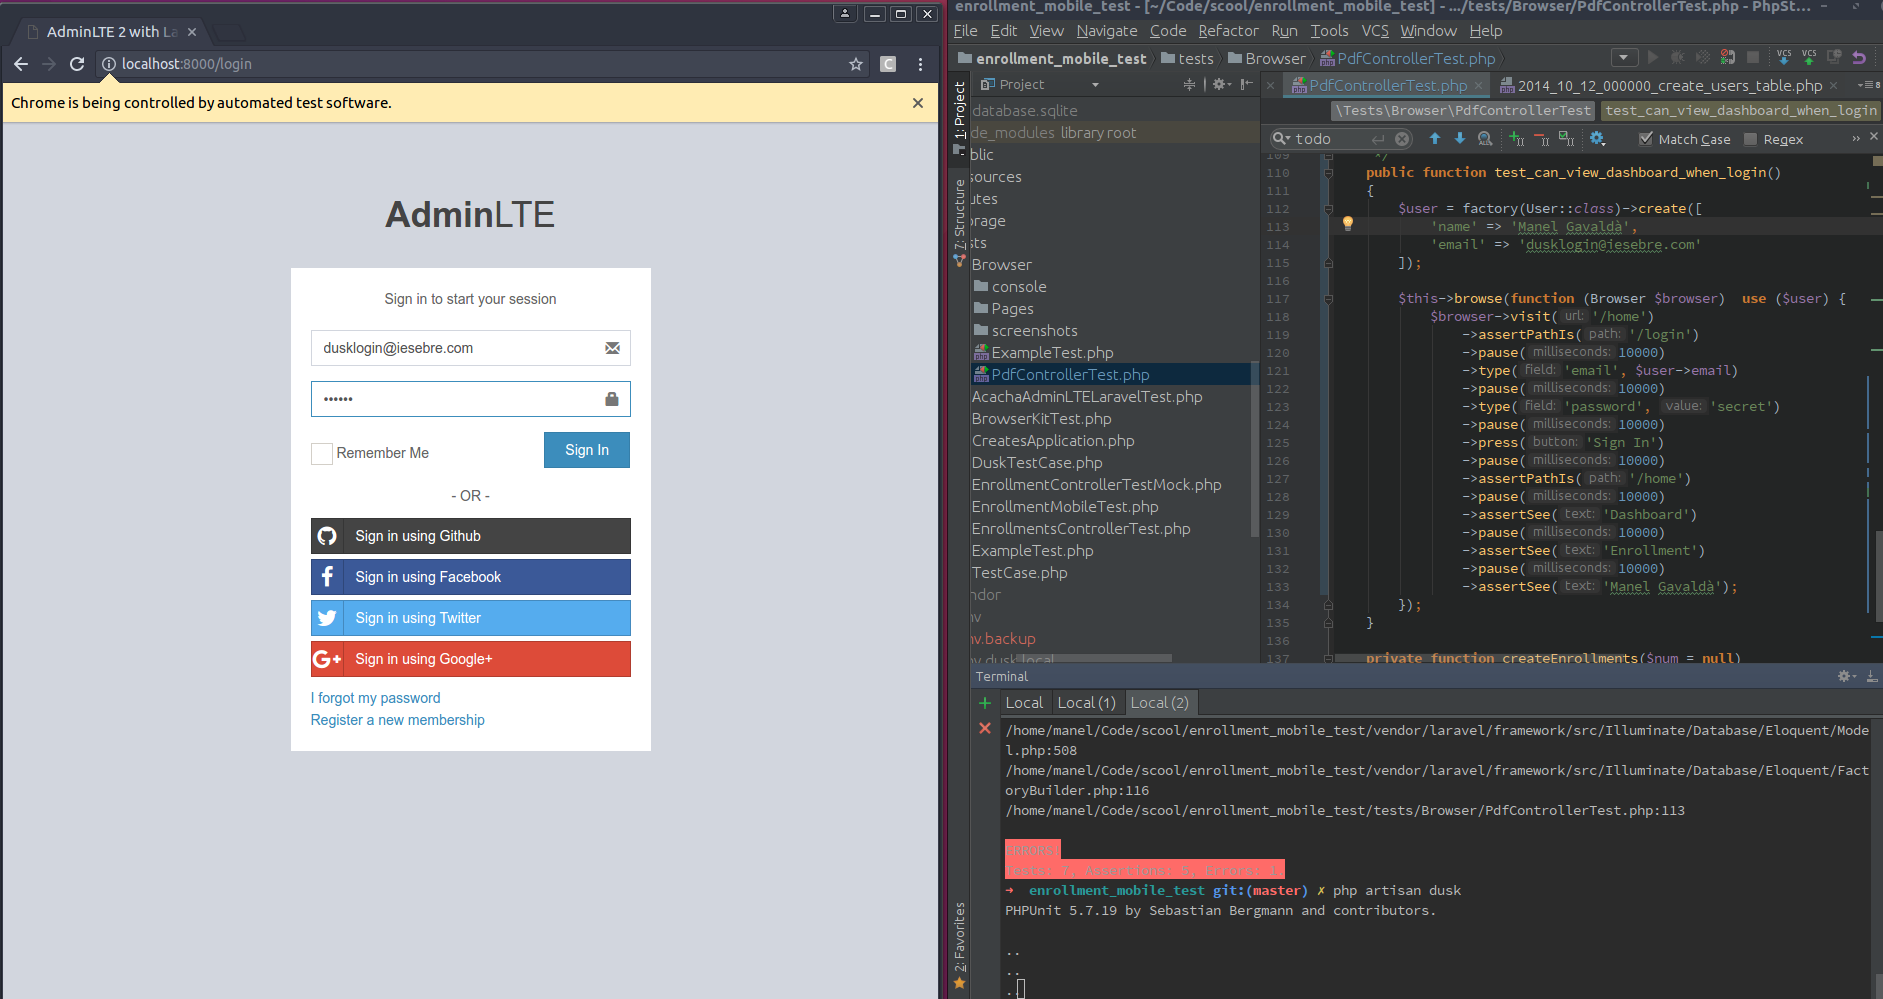 AdminLTE 2 with La
localhost:8000/login
Chrome is being controlled by automated test software.
AdminLTE
Sign in to start your session
dusklogin@iesebre.com
••••••
Remember Me
Sign In
- OR -
Sign in using Github
Sign in using Facebook
Sign in using Twitter
Sign in using Google+
I forgot my password
Register a new membership
enrollment_mobile_test - [~/Code/scool/enrollment_mobile_test] - .../tests/Browser/PdfControllerTest.php - PhpSt...
File Edit View Navigate Code Refactor Run Tools VCS Window Help
enrollment_mobile_test tests Browser PdfControllerTest.php
VCS VCS
1: Project
7: Structure
2: Favorites
Project
database.sqlite
de_modules library root
blic
sources
utes
orage
sts
Browser
console
Pages
screenshots
ExampleTest.php
PdfControllerTest.php
AcachaAdminLTELaravelTest.php
BrowserKitTest.php
CreatesApplication.php
DuskTestCase.php
EnrollmentControllerTestMock.php
EnrollmentMobileTest.php
EnrollmentsControllerTest.php
ExampleTest.php
TestCase.php
ndor
nv
nv.backup
nv.dusk.local
PdfControllerTest.php 2014_10_12_000000_create_users_table.php
\Tests\Browser\PdfControllerTest test_can_view_dashboard_when_login
todo Match Case Regex
109 */
110 public function test_can_view_dashboard_when_login()
111 {
112 $user = factory(User::class)->create([
113 'name' => 'Manel Gavaldà',
114 'email' => 'dusklogin@iesebre.com'
115 ]);
116
117 $this->browse(function (Browser $browser) use ($user) {
118 $browser->visit( url: '/home')
119 ->assertPathIs( path: '/login')
120 ->pause( milliseconds: 10000)
121 ->type( field: 'email', $user->email)
122 ->pause( milliseconds: 10000)
123 ->type( field: 'password', value: 'secret')
124 ->pause( milliseconds: 10000)
125 ->press( button: 'Sign In')
126 ->pause( milliseconds: 10000)
127 ->assertPathIs( path: '/home')
128 ->pause( milliseconds: 10000)
129 ->assertSee( text: 'Dashboard')
130 ->pause( milliseconds: 10000)
131 ->assertSee( text: 'Enrollment')
132 ->pause( milliseconds: 10000)
133 ->assertSee( text: 'Manel Gavaldà');
134 });
135 }
136
137 private function createEnrollments($num = null)
Terminal
Local Local (1) Local (2)
/home/manel/Code/scool/enrollment_mobile_test/vendor/laravel/framework/src/Illuminate/Database/Eloquent/Mode
l.php:508
/home/manel/Code/scool/enrollment_mobile_test/vendor/laravel/framework/src/Illuminate/Database/Eloquent/Fact
oryBuilder.php:116
/home/manel/Code/scool/enrollment_mobile_test/tests/Browser/PdfControllerTest.php:113
ERRORS
Tests: 7, Assertions: Errors:
➜ enrollment_mobile_test git:(master) ✗ php artisan dusk
PHPUnit 5.7.19 by Sebastian Bergmann and contributors.
..
..
.